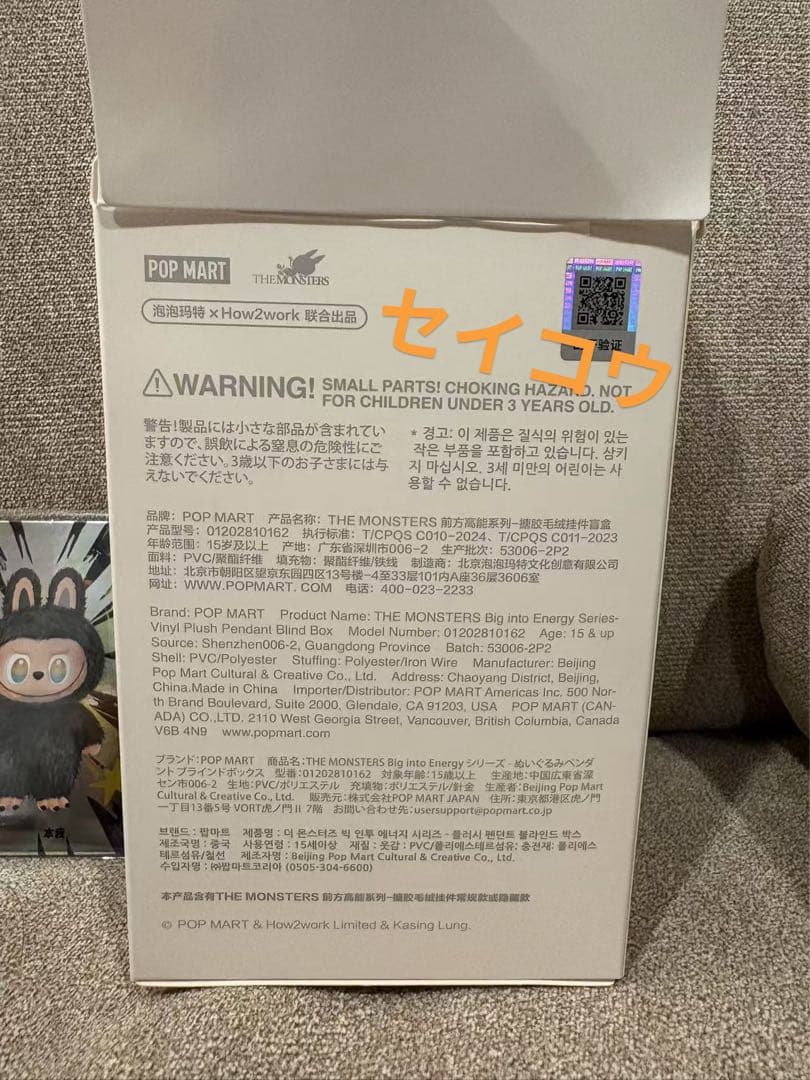 POP MART
THE MONSTERS
泡泡玛特 × How2work 联合出品
验证
セイコウ
WARNING! SMALL PARTS! CHOKING HAZARD. NOT
FOR CHILDREN UNDER 3 YEARS OLD.
警告!製品には小さな部品が含まれてい
ますので、誤飲による窒息の危険性にご
注意ください。3歳以下のお子さまには与
えないでください。
* 경고: 이 제품은 질식의 위험이 있는
작은 부품을 포함하고 있습니다. 삼키
지 마십시오. 3세 미만의 어린이는 사
용할 수 없습니다.
品牌: POP MART 产品名称: THE MONSTERS 前方高能系列-搪胶毛绒挂件盲盒
产品型号: 01202810162 执行标准: T/CPQS C010-2024、T/CPQS C011-2023
年龄范围: 15岁及以上 产地: 广东省深圳市006-2 生产批次: 53006-2P2
面料: PVC/聚酯纤维 填充物: 聚酯纤维/铁线 制造商: 北京泡泡玛特文化创意有限公司
地址: 北京市朝阳区望京东园四区13号楼-4至33层101内A座36层3606室
网址: WWW.POPMART. COM 电话: 400-023-2233
Brand: POP MART Product Name: THE MONSTERS Big into Energy Series-
Vinyl Plush Pendant Blind Box Model Number: 01202810162 Age: 15 & up
Source: Shenzhen006-2, Guangdong Province Batch: 53006-2P2
Shell: PVC/Polyester Stuffing: Polyester/Iron Wire Manufacturer: Beijing
Pop Mart Cultural & Creative Co., Ltd. Address: Chaoyang District, Beijing,
China.Made in China Importer/Distributor: POP MART Americas Inc. 500 Nor-
th Brand Boulevard, Suite 2000, Glendale, CA 91203, USA POP MART (CAN-
ADA) CO.,LTD. 2110 West Georgia Street, Vancouver, British Columbia, Canada
V6B 4N9 www.popmart.com
ブランド: POP MART 商品名: THE MONSTERS Big into Energy シリーズ - ぬいぐるみペンダ
ント ブラインドボックス 型番: 01202810162 対象年齢: 15歳以上 生産地: 中国広東省深
セン市006-2 生地: PVC/ポリエステル 充填物: ポリエステル/針金 生産者: Beijing Pop Mart
Cultural & Creative Co., Ltd. 販売元: 株式会社POP MART JAPAN 住所: 東京都港区虎ノ門
一丁目13番5号 VORT虎ノ門Ⅱ 7階 お問い合わせ先: usersupport@popmart.co.jp
브랜드 : 팝마트 제품명 : 더 몬스터즈 빅 인투 에너지 시리즈 - 플러시 펜던트 블라인드 박스
제조국명 : 중국 사용연령 : 15세이상 재질 : 옷감 : PVC/폴리에스테르섬유; 충전재: 폴리에스
테르섬유/철선 제조자명 : Beijing Pop Mart Cultural & Creative Co., Ltd.
수입자명 : ㈜팝마트코리아 (0505-304-6600)
本产品含有THE MONSTERS 前方高能系列-搪胶毛绒挂件常规款或隐藏款
© POP MART & How2work Limited & Kasing Lung.
本我